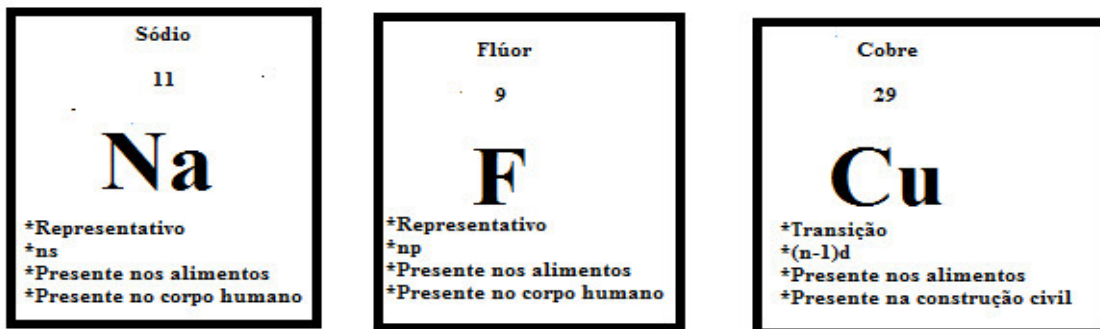 Sódio
11
Na
*Representativo
*ns
*Presente nos alimentos
*Presente no corpo humano
Flúor
9
F
*Representativo
*np
*Presente nos alimentos
*Presente no corpo humano
Cobre
29
Cu
*Transição
*(n-1)d
*Presente nos alimentos
*Presente na construção civil